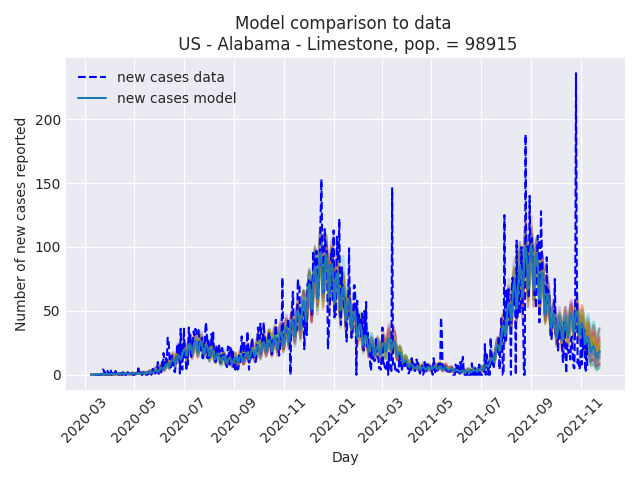 Model comparison to data
US - Alabama - Limestone, pop. = 98915
new cases data
new cases model
Number of new cases reported
200
150
100
50
0
2020-03
2020-05
2020-07
2020-09
2020-11
2021-01
2021-03
2021-05
2021-07
2021-09
2021-11
Day